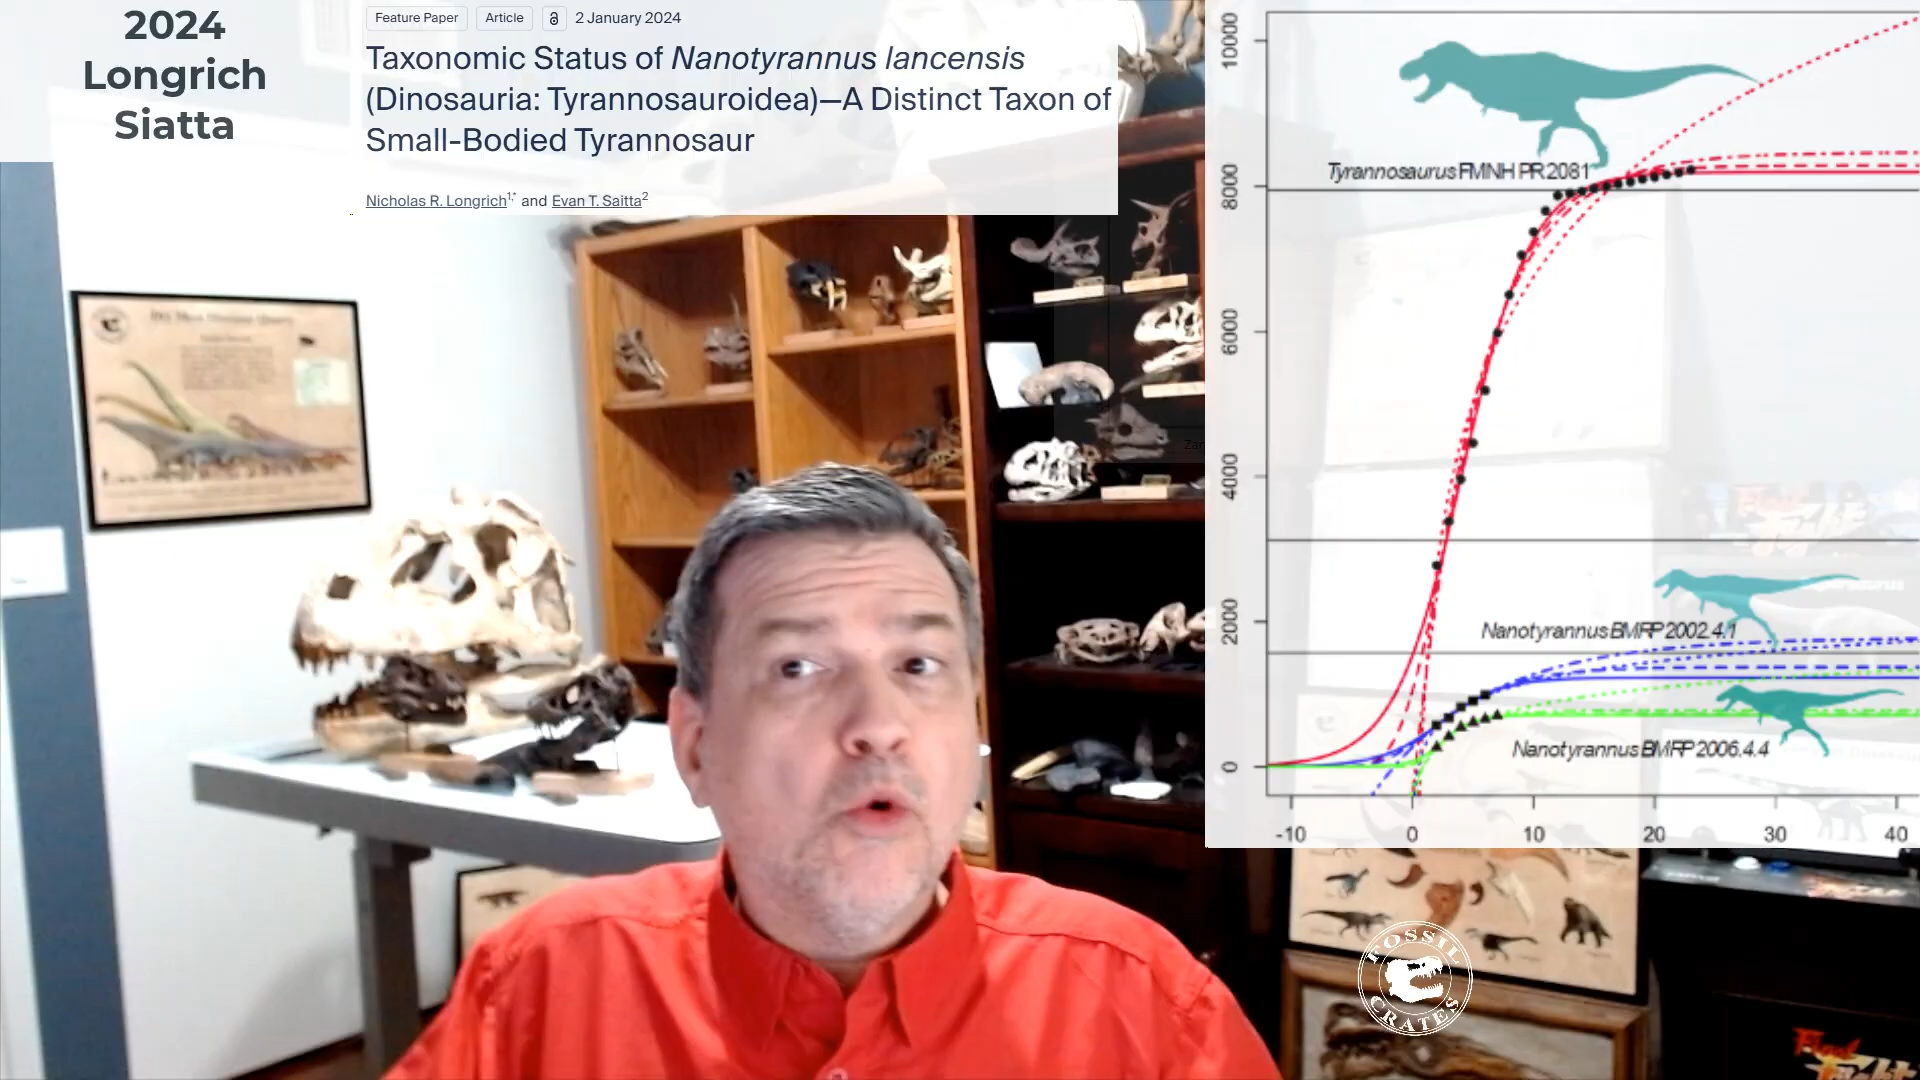 2024
Longrich
Siatta
Feature Paper Article 2 January 2024
Taxonomic Status of Nanotyrannus lancensis
(Dinosauria: Tyrannosauroidea)—A Distinct Taxon of
Small-Bodied Tyrannosaur
Nicholas R. Longrich1,* and Evan T. Saitta2
10000
8000
6000
4000
2000
0
Tyrannosaurus FMNH PR 2081
Nanotyrannus BMRP 2002.4.1
Nanotyrannus BMRP 2006.4.4
-10 0 10 20 30 40
FOSSIL
CRATES